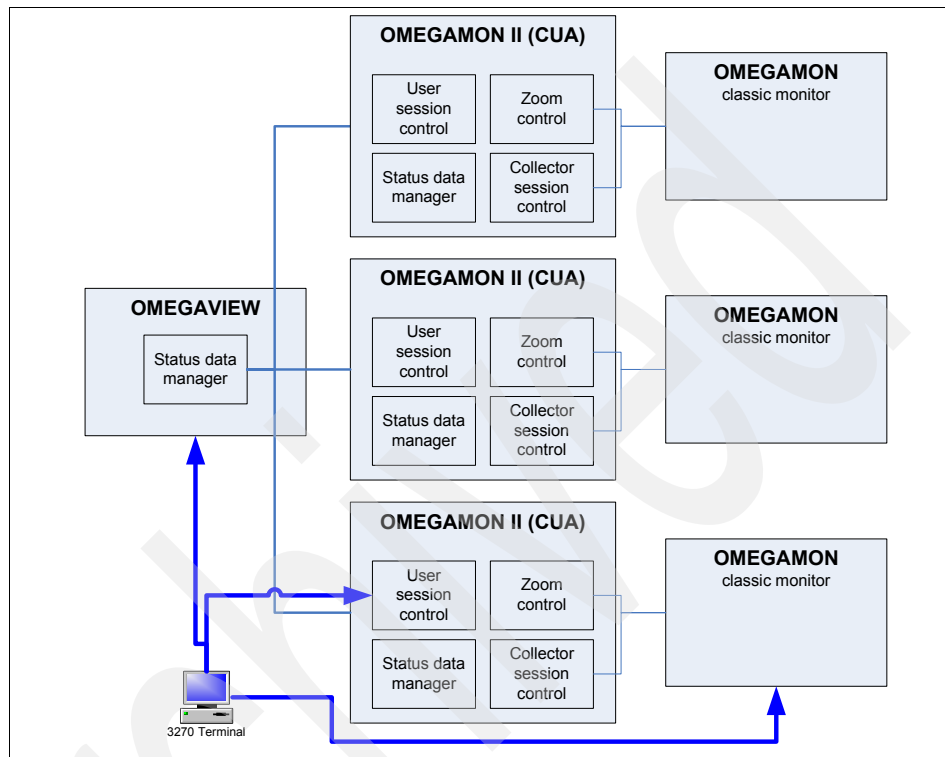 OMEGAMON II (CUA)
User
session
control
Zoom
control
Status data
manager
Collector
session
control
OMEGAMON
classic monitor
OMEGAMON II (CUA)
User
session
control
Zoom
control
Status data
manager
Collector
session
control
OMEGAMON
classic monitor
OMEGAVIEW
Status data
manager
OMEGAMON II (CUA)
User
session
control
Zoom
control
Status data
manager
Collector
session
control
OMEGAMON
classic monitor
3270 Terminal